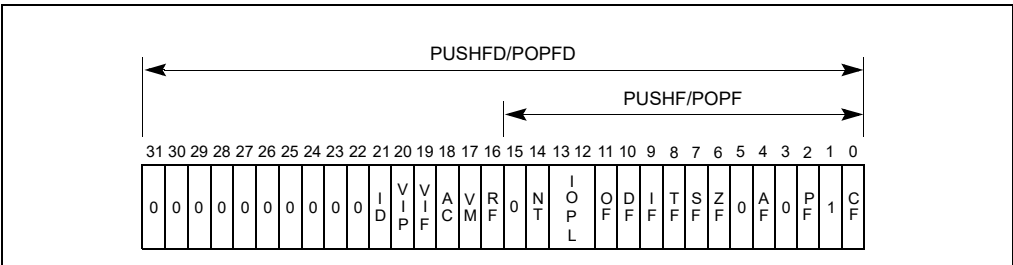 PUSHFD/POPFD
PUSHF/POPF
31 30 29 28 27 26 25 24 23 22 21 20 19 18 17 16 15 14 13 12 11 10 9 8 7 6 5 4 3 2 1 0
0 0 0 0 0 0 0 0 0 0 ID VIP VIF AC VM RF 0 NT IOPL OF DF IF TF SF ZF 0 AF 0 PF 1 CF